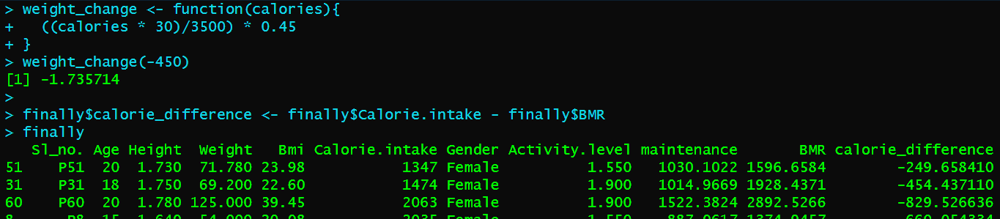 > weight_change <- function(calories){
+   ((calories * 30)/3500) * 0.45
+ }
> weight_change(-450)
[1] -1.735714
>
> finally$calorie_difference <- finally$Calorie.intake - finally$BMR
> finally
Sl_no. Age Height Weight Bmi Calorie.intake Gender Activity.level maintenance BMR calorie_difference
51 P51 20 1.730 71.780 23.98 1347 Female 1.550 1030.1022 1596.6584 -249.658410
31 P31 18 1.750 69.200 22.60 1474 Female 1.900 1014.9669 1928.4371 -454.437110
60 P60 20 1.780 125.000 39.45 2063 Female 1.900 1522.3824 2892.5266 -829.526636